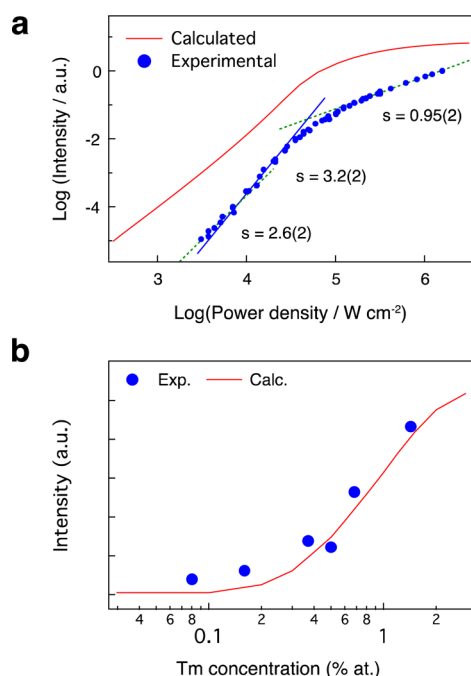 a
Calculated
Experimental
Log (Intensity / a.u.)
0
-2
-4
s = 0.95(2)
s = 3.2(2)
s = 2.6(2)
3 4 5 6
Log(Power density / W cm⁻²)
b
Exp. Calc.
Intensity (a.u.)
4 6 8 2 4 6 8 2
0.1 1
Tm concentration (% at.)